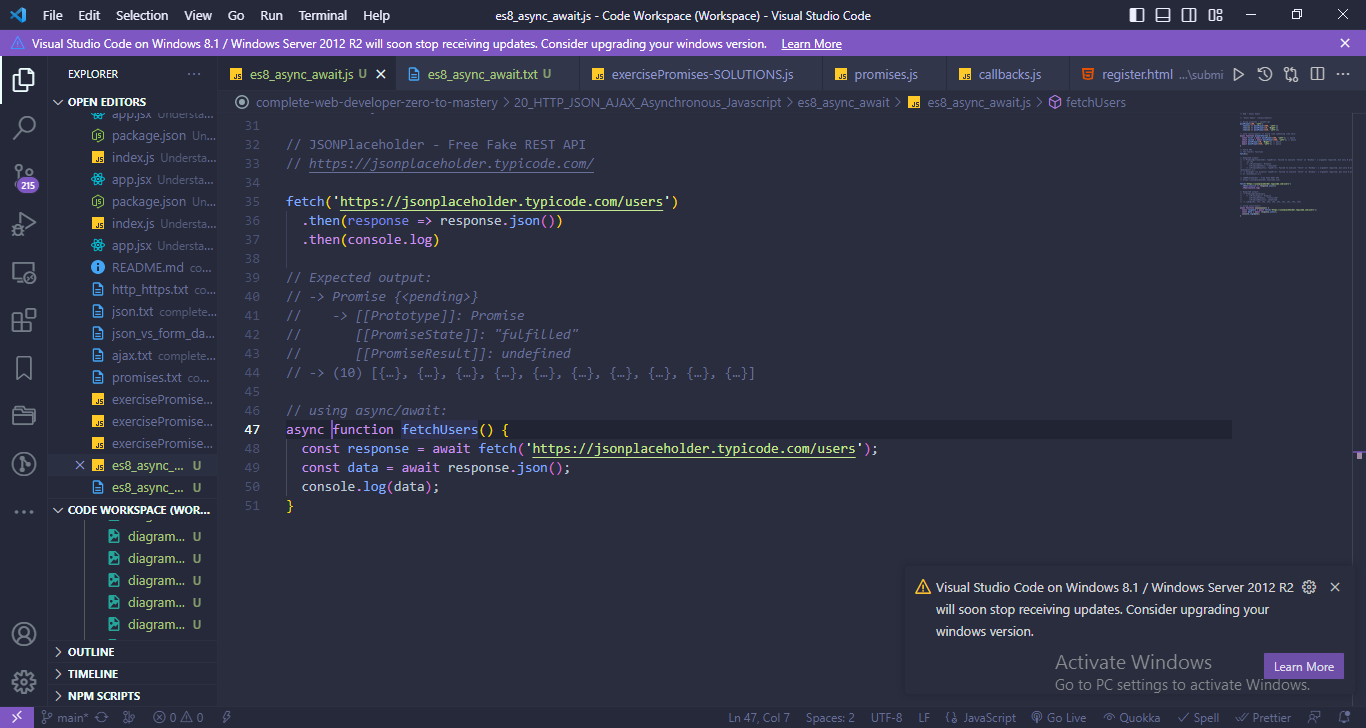 File Edit Selection View Go Run Terminal Help es8_async_await.js - Code Workspace (Workspace) - Visual Studio Code
Visual Studio Code on Windows 8.1 / Windows Server 2012 R2 will soon stop receiving updates. Consider upgrading your windows version. Learn More
EXPLORER
es8_async_await.js U
es8_async_await.txt U
exercisePromises-SOLUTIONS.js
promises.js
callbacks.js
register.html ...\submi
complete-web-developer-zero-to-mastery > 20_HTTP_JSON_AJAX_Asynchronous_Javascript > es8_async_await > es8_async_await.js > fetchUsers
OPEN EDITORS
app.jsx Understa...
package.json Un...
index.js Understa...
app.jsx Understa...
package.json Un...
index.js Understa...
app.jsx Understa...
README.md co...
http_https.txt co...
json.txt complete...
json_vs_form_da...
ajax.txt complete...
promises.txt co...
exercisePromise...
exercisePromise...
exercisePromise...
es8_async_... U
es8_async_... U
CODE WORKSPACE (WOR...
diagram... U
diagram... U
diagram... U
diagram... U
diagram... U
OUTLINE
TIMELINE
NPM SCRIPTS
215
31
32 // JSONPlaceholder - Free Fake REST API
33 // https://jsonplaceholder.typicode.com/
34
35 fetch('https://jsonplaceholder.typicode.com/users')
36 .then(response => response.json())
37 .then(console.log)
38
39 // Expected output:
40 // -> Promise {<pending>}
41 // -> [[Prototype]]: Promise
42 // [[PromiseState]]: "fulfilled"
43 // [[PromiseResult]]: undefined
44 // -> (10) [{…}, {…}, {…}, {…}, {…}, {…}, {…}, {…}, {…}, {…}]
45
46 // using async/await:
47 async function fetchUsers() {
48 const response = await fetch('https://jsonplaceholder.typicode.com/users');
49 const data = await response.json();
50 console.log(data);
51 }
Visual Studio Code on Windows 8.1 / Windows Server 2012 R2
will soon stop receiving updates. Consider upgrading your
windows version.
Learn More
Activate Windows
Go to PC settings to activate Windows.
main* 0 0 Ln 47, Col 7 Spaces: 2 UTF-8 LF JavaScript Go Live Quokka Spell Prettier